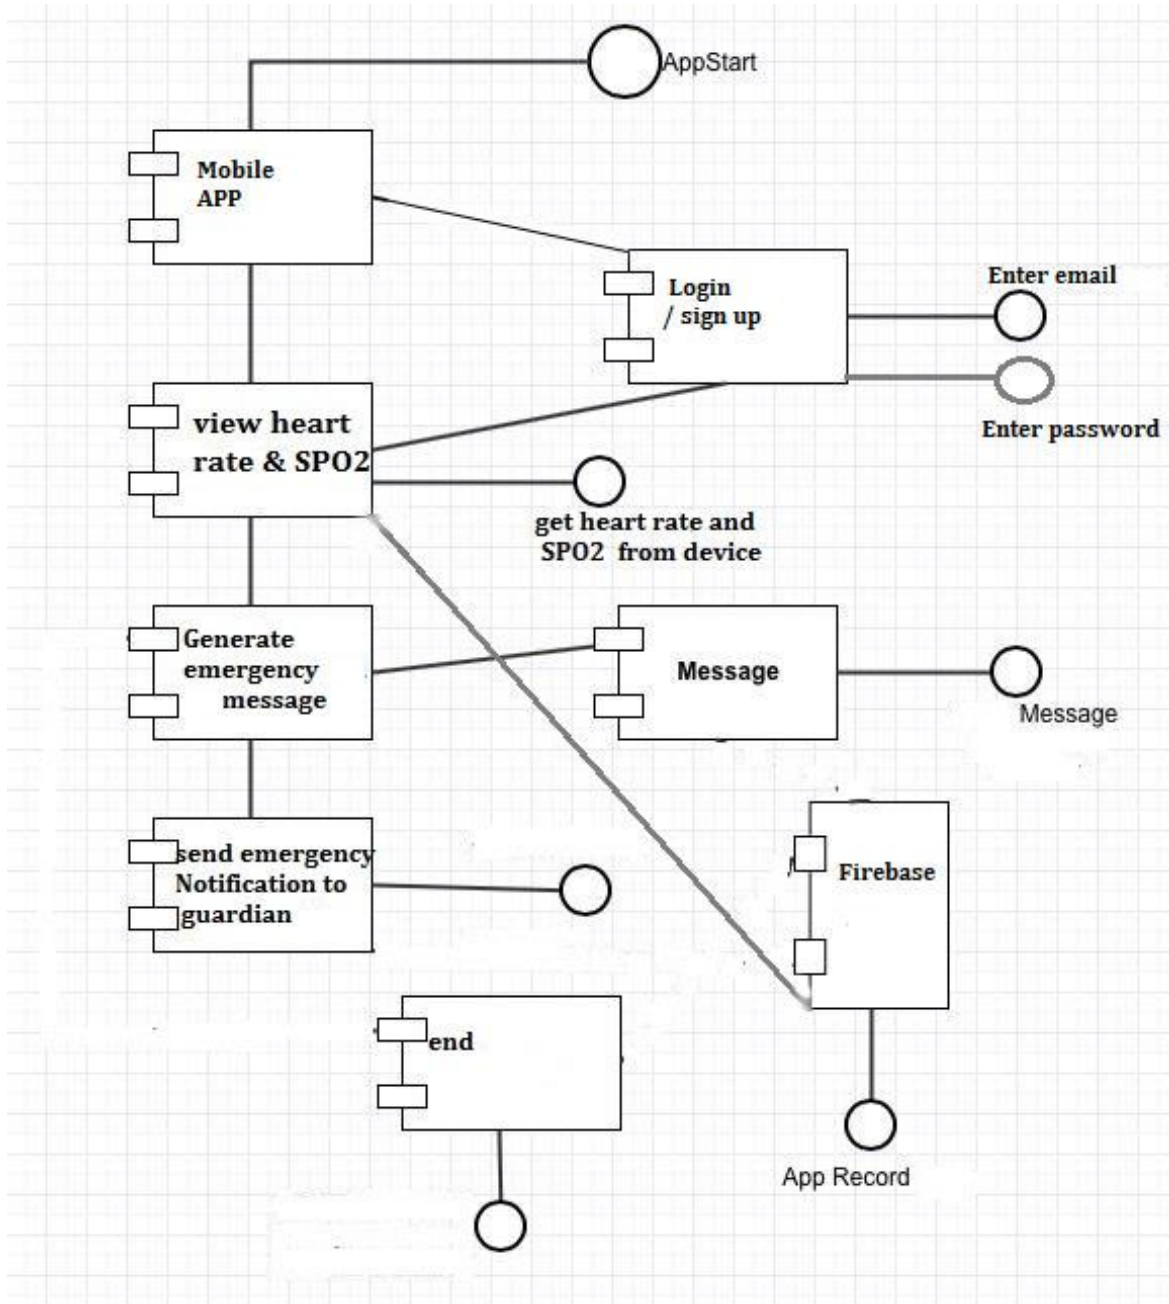 AppStart
Mobile
APP
Login
/ sign up
Enter email
Enter password
view heart
rate & SPO2
get heart rate and
SPO2 from device
Generate
emergency
message
Message
Message
send emergency
Notification to
guardian
Firebase
end
App Record